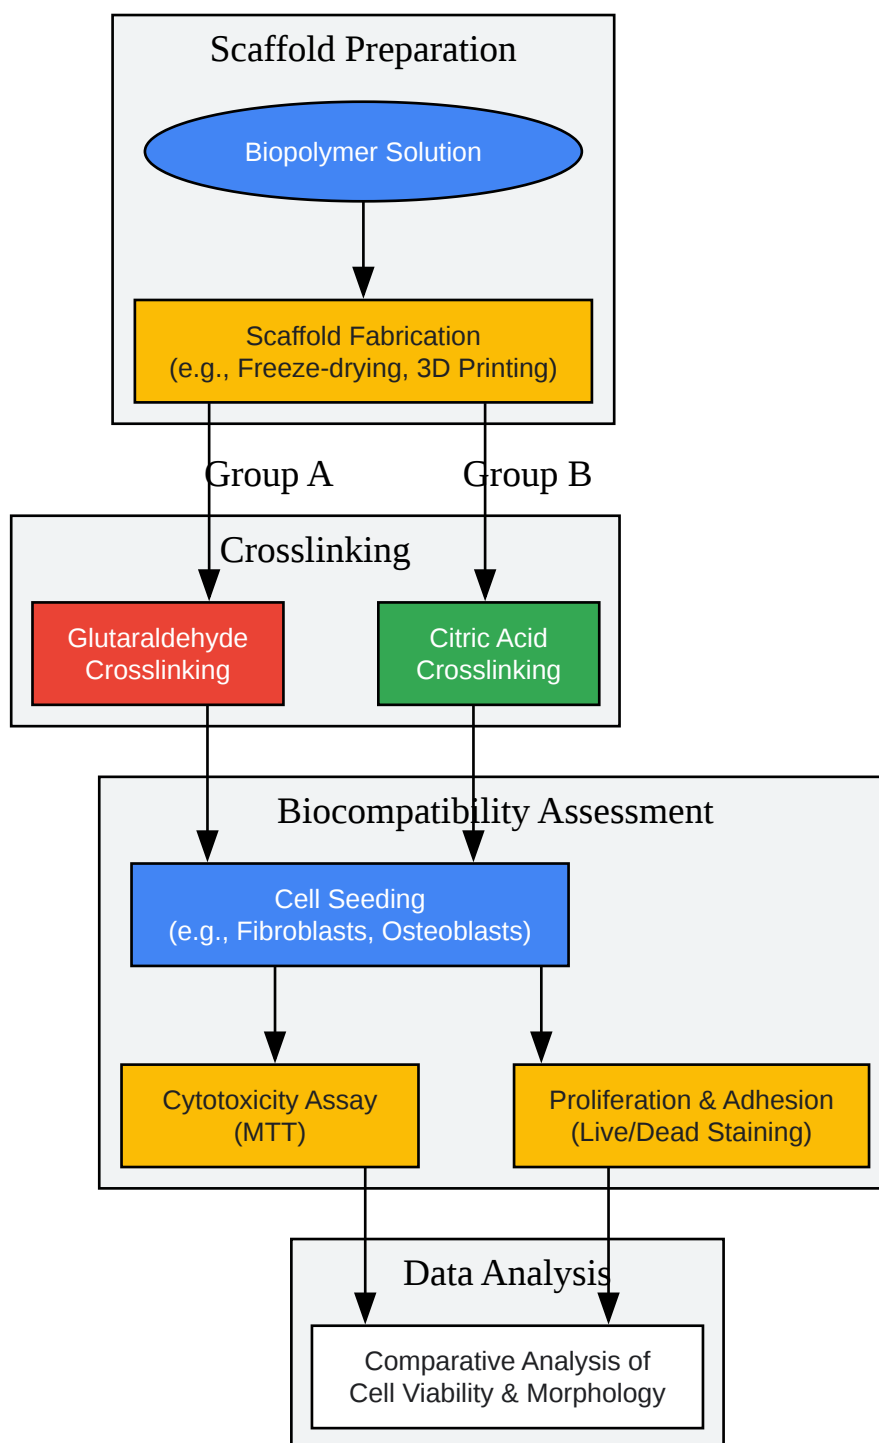 Scaffold Preparation
Biopolymer Solution
Scaffold Fabrication
(e.g., Freeze-drying, 3D Printing)
Group A
Group B
Crosslinking
Glutaraldehyde
Crosslinking
Citric Acid
Crosslinking
Biocompatibility Assessment
Cell Seeding
(e.g., Fibroblasts, Osteoblasts)
Cytotoxicity Assay
(MTT)
Proliferation & Adhesion
(Live/Dead Staining)
Data Analysis
Comparative Analysis of
Cell Viability & Morphology